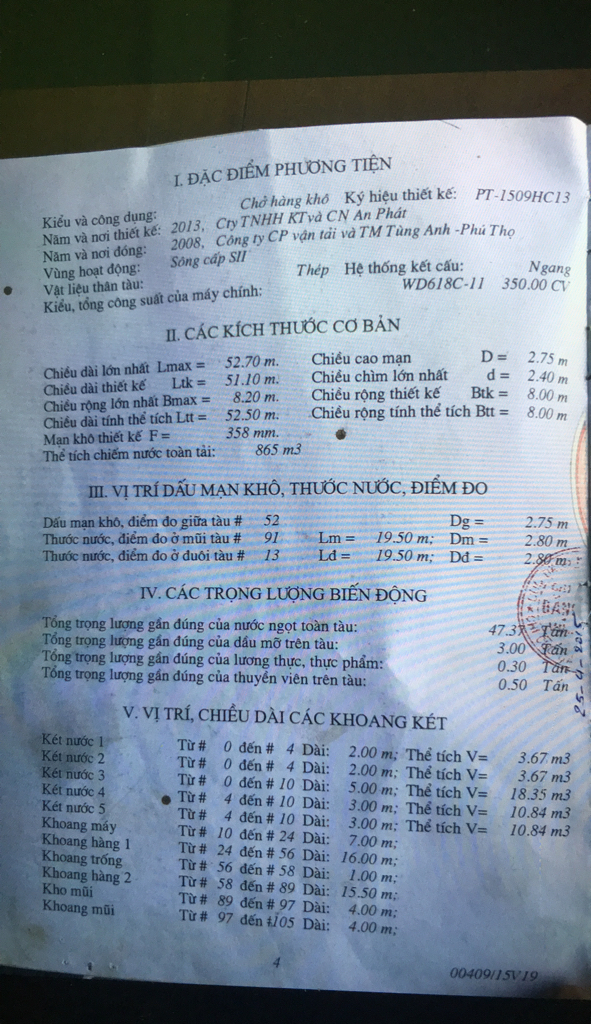 I. ĐẶC ĐIỂM PHƯƠNG TIỆN
Kiểu và công dụng: Chở hàng khô Ký hiệu thiết kế: PT-1509HC13
Năm và nơi thiết kế: 2013, Cty TNHH KT và CN An Phát
Năm và nơi đóng: 2008, Công ty CP vận tải và TM Tùng Anh -Phú Thọ
Vùng hoạt động: Sông cấp SII
Vật liệu thân tàu: Thép Hệ thống kết cấu: Ngang
Kiểu, tổng công suất của máy chính: WD618C-11 350.00 CV
II. CÁC KÍCH THƯỚC CƠ BẢN
Chiều dài lớn nhất Lmax = 52.70 m. Chiều cao mạn D = 2.75 m
Chiều dài thiết kế Ltk = 51.10 m. Chiều chìm lớn nhất d = 2.40 m
Chiều rộng lớn nhất Bmax = 8.20 m. Chiều rộng thiết kế Btk = 8.00 m
Chiều dài tính thể tích Ltt = 52.50 m. Chiều rộng tính thể tích Btt = 8.00 m
Mạn khô thiết kế F = 358 mm.
Thể tích chiếm nước toàn tải: 865 m3
III. VỊ TRÍ DẤU MẠN KHÔ, THƯỚC NƯỚC, ĐIỂM ĐO
Dấu mạn khô, điểm đo giữa tàu # 52 Dg = 2.75 m
Thước nước, điểm đo ở mũi tàu # 91 Lm = 19.50 m; Dm = 2.80 m
Thước nước, điểm đo ở đuôi tàu # 13 Lđ = 19.50 m; Dđ = 2.80 m
IV. CÁC TRỌNG LƯỢNG BIẾN ĐỘNG
Tổng trọng lượng gần đúng của nước ngọt toàn tàu: 47.37 Tấn
Tổng trọng lượng gần đúng của dầu mỡ trên tàu: 3.00 Tấn
Tổng trọng lượng gần đúng của lương thực, thực phẩm: 0.30 Tấn
Tổng trọng lượng gần đúng của thuyền viên trên tàu: 0.50 Tấn
25-4-2015
V. VỊ TRÍ, CHIỀU DÀI CÁC KHOANG KÉT
Két nước 1 Từ # 0 đến # 4 Dài: 2.00 m; Thể tích V= 3.67 m3
Két nước 2 Từ # 0 đến # 4 Dài: 2.00 m; Thể tích V= 3.67 m3
Két nước 3 Từ # 0 đến # 10 Dài: 5.00 m; Thể tích V= 18.35 m3
Két nước 4 Từ # 4 đến # 10 Dài: 3.00 m; Thể tích V= 10.84 m3
Két nước 5 Từ # 4 đến # 10 Dài: 3.00 m; Thể tích V= 10.84 m3
Khoang máy Từ # 10 đến # 24 Dài: 7.00 m;
Khoang hàng 1 Từ # 24 đến # 56 Dài: 16.00 m;
Khoang trống Từ # 56 đến # 58 Dài: 1.00 m;
Khoang hàng 2 Từ # 58 đến # 89 Dài: 15.50 m;
Kho mũi Từ # 89 đến # 97 Dài: 4.00 m;
Khoang mũi Từ # 97 đến #105 Dài: 4.00 m;
4
00409/15V19